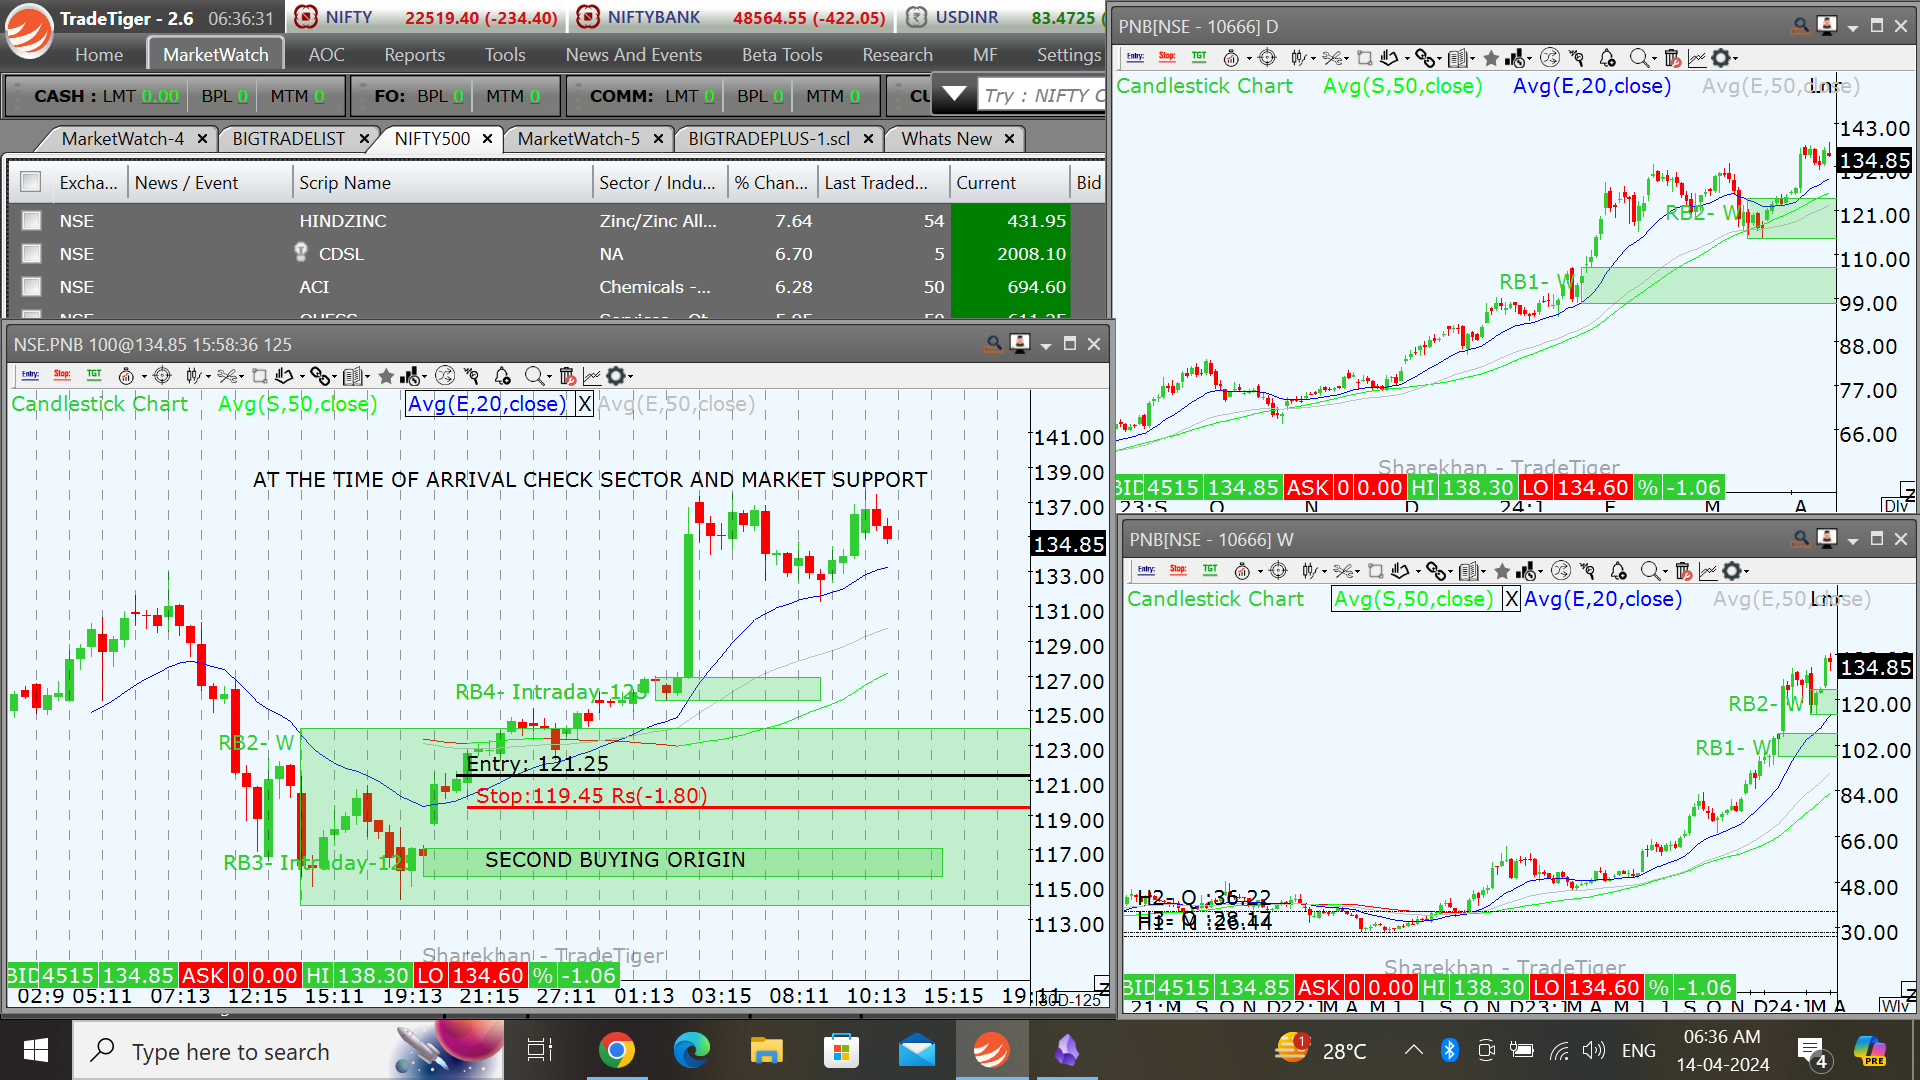 TradeTiger - 2.6 06:36:31 NIFTY 22519.40 (-234.40) NIFTYBANK 48564.55 (-422.05) USDINR 83.4725
Home MarketWatch AOC Reports Tools News And Events Beta Tools Research MF Settings
CASH : LMT 0.00 BPL 0 MTM 0 FO: BPL 0 MTM 0 COMM: LMT 0 BPL 0 MTM 0 Try : NIFTY
MarketWatch-4 BIGTRADELIST NIFTY500 MarketWatch-5 BIGTRADEPLUS-1.scl Whats New
Excha... News / Event Scrip Name Sector / Indu... % Chan... Last Traded... Current Bid
NSE HINDZINC Zinc/Zinc All... 7.64 54 431.95
NSE CDSL NA 6.70 5 2008.10
NSE ACI Chemicals -... 6.28 50 694.60
NSE.PNB 100@134.85 15:58:36 125
Entry: Stop: TGT
Candlestick Chart Avg(S,50,close) Avg(E,20,close) X Avg(E,50,close)
AT THE TIME OF ARRIVAL CHECK SECTOR AND MARKET SUPPORT
141.00
139.00
137.00
134.85
133.00
131.00
129.00
127.00
125.00
123.00
121.00
119.00
117.00
115.00
113.00
RB4- Intraday-125
RB2- W
Entry: 121.25
Stop:119.45 Rs(-1.80)
RB3- Intraday-125
SECOND BUYING ORIGIN
Sharekhan - TradeTiger
BID 4515 134.85 ASK 0 0.00 HI 138.30 LO 134.60 % -1.06
02:9 05:11 07:13 12:15 15:11 19:13 21:15 27:11 01:13 03:15 08:11 10:13 15:15 19:11
PNB[NSE - 10666] D
Entry: Stop: TGT
Candlestick Chart Avg(S,50,close) Avg(E,20,close) Avg(E,50,close)
143.00
134.85
132.00
121.00
110.00
99.00
88.00
77.00
66.00
RB2- W
RB1- W
Sharekhan - TradeTiger
BID 4515 134.85 ASK 0 0.00 HI 138.30 LO 134.60 % -1.06
23:S O N D 24:1 F M A
PNB[NSE - 10666] W
Entry: Stop: TGT
Candlestick Chart Avg(S,50,close) X Avg(E,20,close) Avg(E,50,close)
134.85
120.00
102.00
84.00
66.00
48.00
30.00
RB2- W
RB1- W
H2- Q :36.22
Sharekhan - TradeTiger
BID 4515 134.85 ASK 0 0.00 HI 138.30 LO 134.60 % -1.06
Type here to search
1 28°C ENG 06:36 AM
14-04-2024 4 PRE